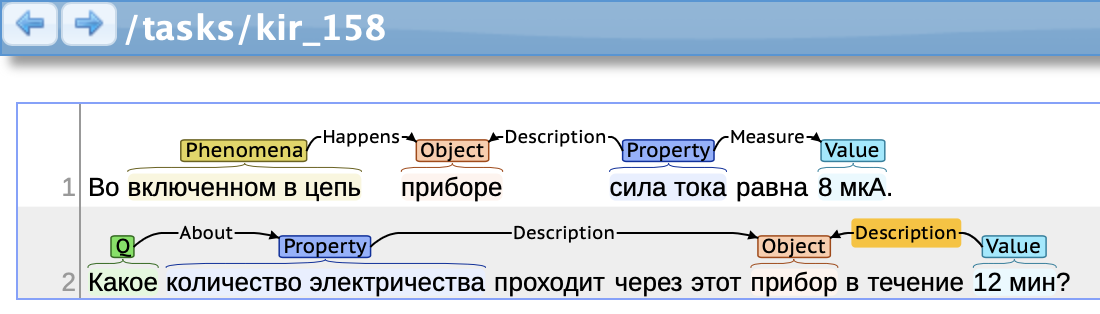 /tasks/kir_158
Phenomena Happens Object Description Property Measure Value
1 Во включенном в цепь приборе сила тока равна 8 мкА.
Q About Property Description Object Description Value
2 Какое количество электричества проходит через этот прибор в течение 12 мин?